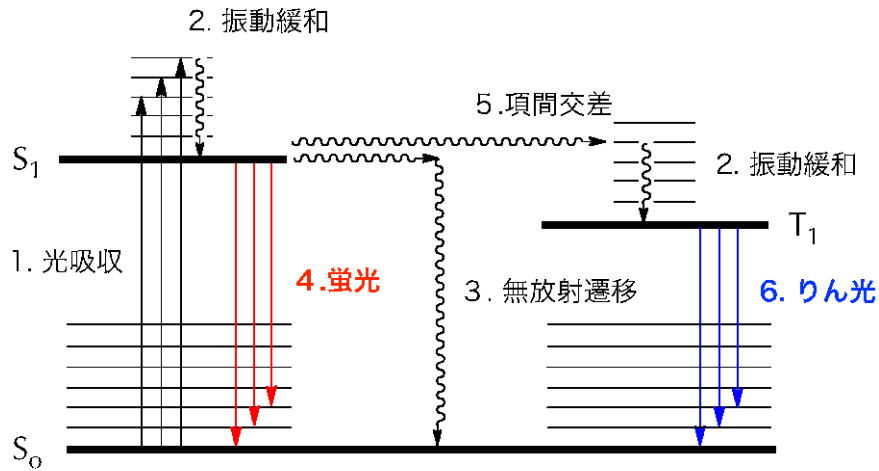 2. 振動緩和
5.項間交差
S1
2. 振動緩和
T1
1. 光吸収
4.蛍光
3. 無放射遷移
6. りん光
So